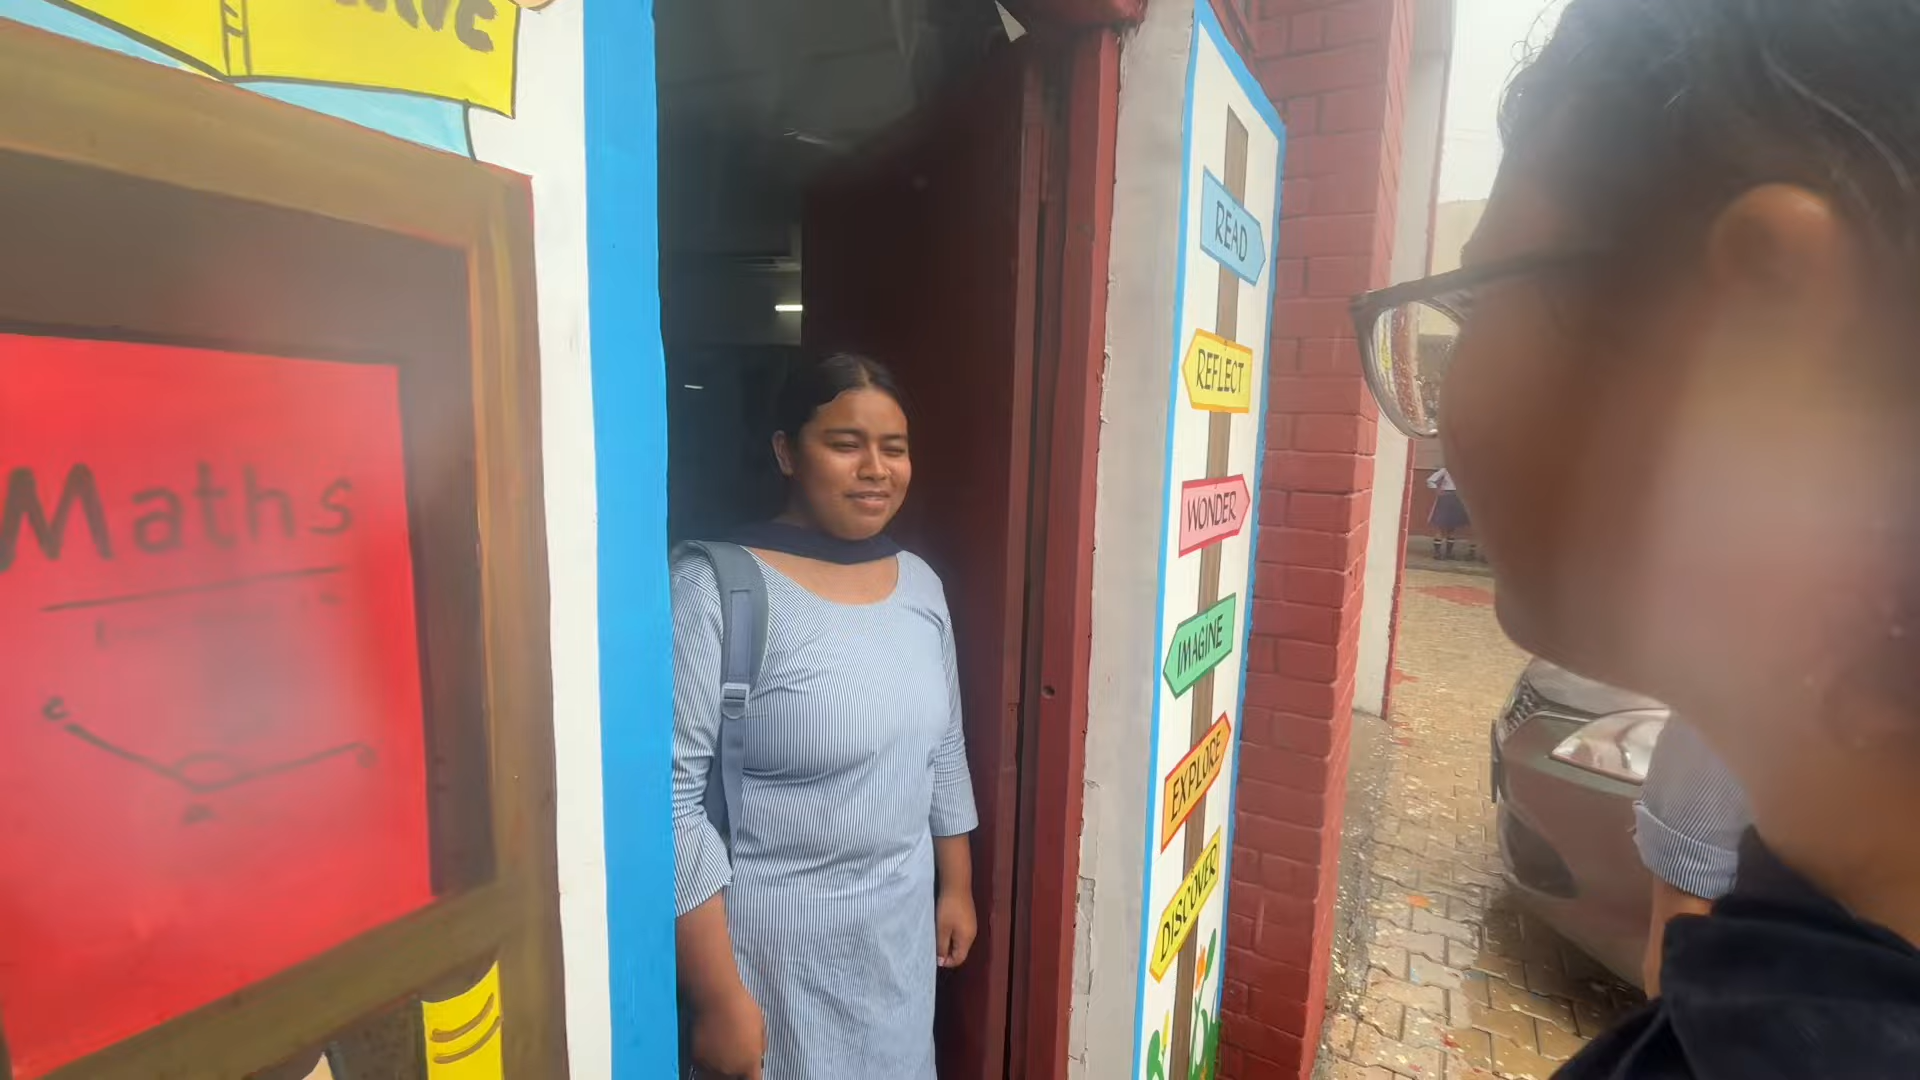 Maths
READ
REFLECT
WONDER
IMAGINE
EXPLORE
DISCOVER